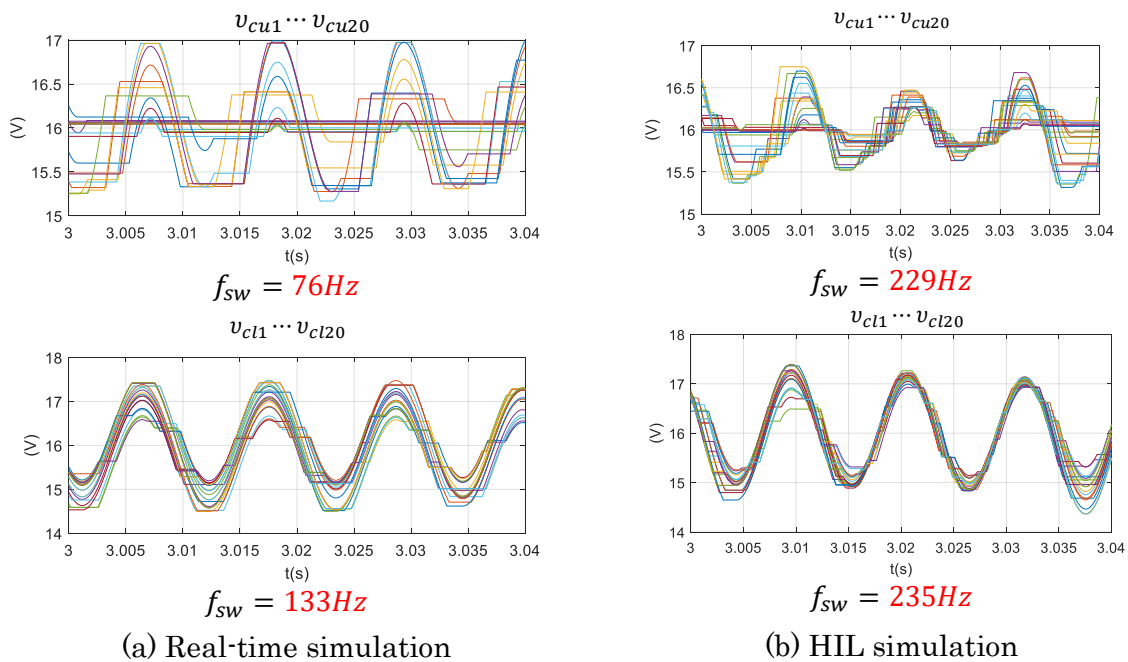 v_{cu1} ⋯ v_{cu20}
17
16.5
16
15.5
15
(V)
3 3.005 3.01 3.015 3.02 3.025 3.03 3.035 3.04
t(s)
f_{sw} = 76Hz
v_{cl1} ⋯ v_{cl20}
18
17
16
15
14
(V)
3 3.005 3.01 3.015 3.02 3.025 3.03 3.035 3.04
t(s)
f_{sw} = 133Hz
(a) Real-time simulation
v_{cu1} ⋯ v_{cu20}
17
16.5
16
15.5
15
(V)
3 3.005 3.01 3.015 3.02 3.025 3.03 3.035 3.04
t(s)
f_{sw} = 229Hz
v_{cl1} ⋯ v_{cl20}
18
17
16
15
14
(V)
3 3.005 3.01 3.015 3.02 3.025 3.03 3.035 3.04
t(s)
f_{sw} = 235Hz
(b) HIL simulation